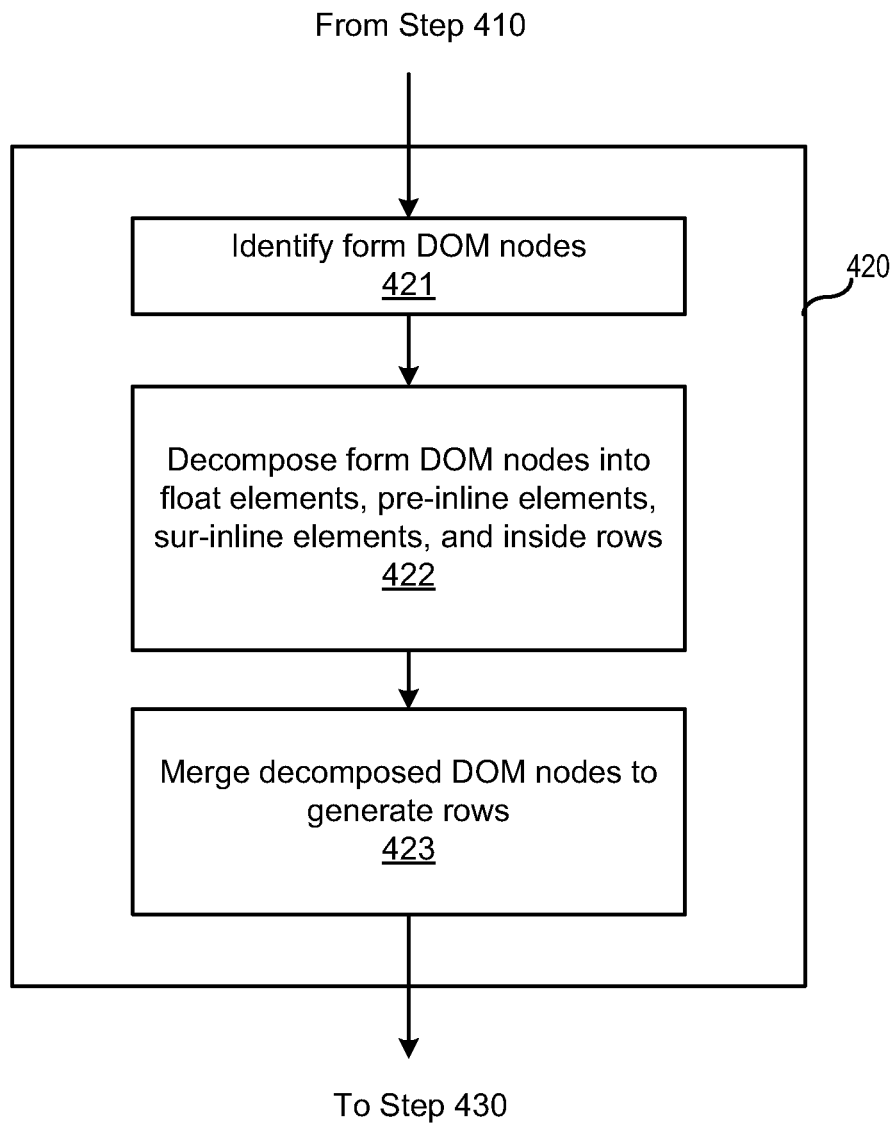 From Step 410
Identify form DOM nodes
421
420
Decompose form DOM nodes into
float elements, pre-inline elements,
sur-inline elements, and inside rows
422
Merge decomposed DOM nodes to
generate rows
423
To Step 430